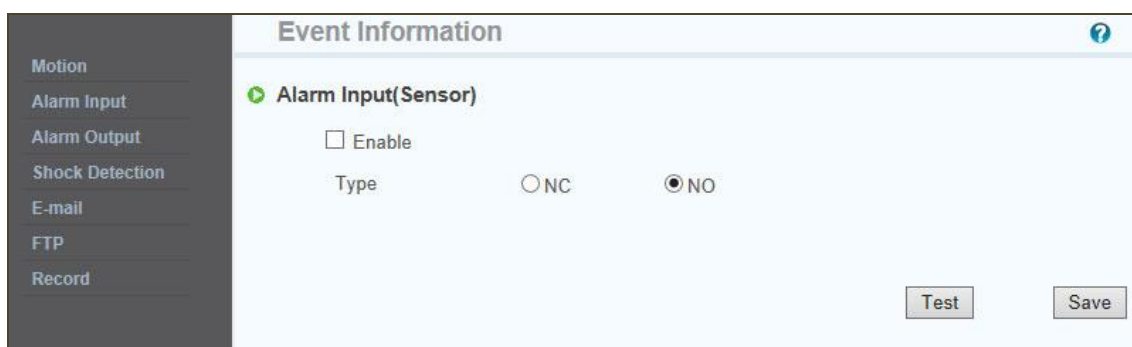 Event Information
?
Motion
Alarm Input
Alarm Output
Shock Detection
E-mail
FTP
Record
Alarm Input(Sensor)
Enable
Type NC NO
Test Save